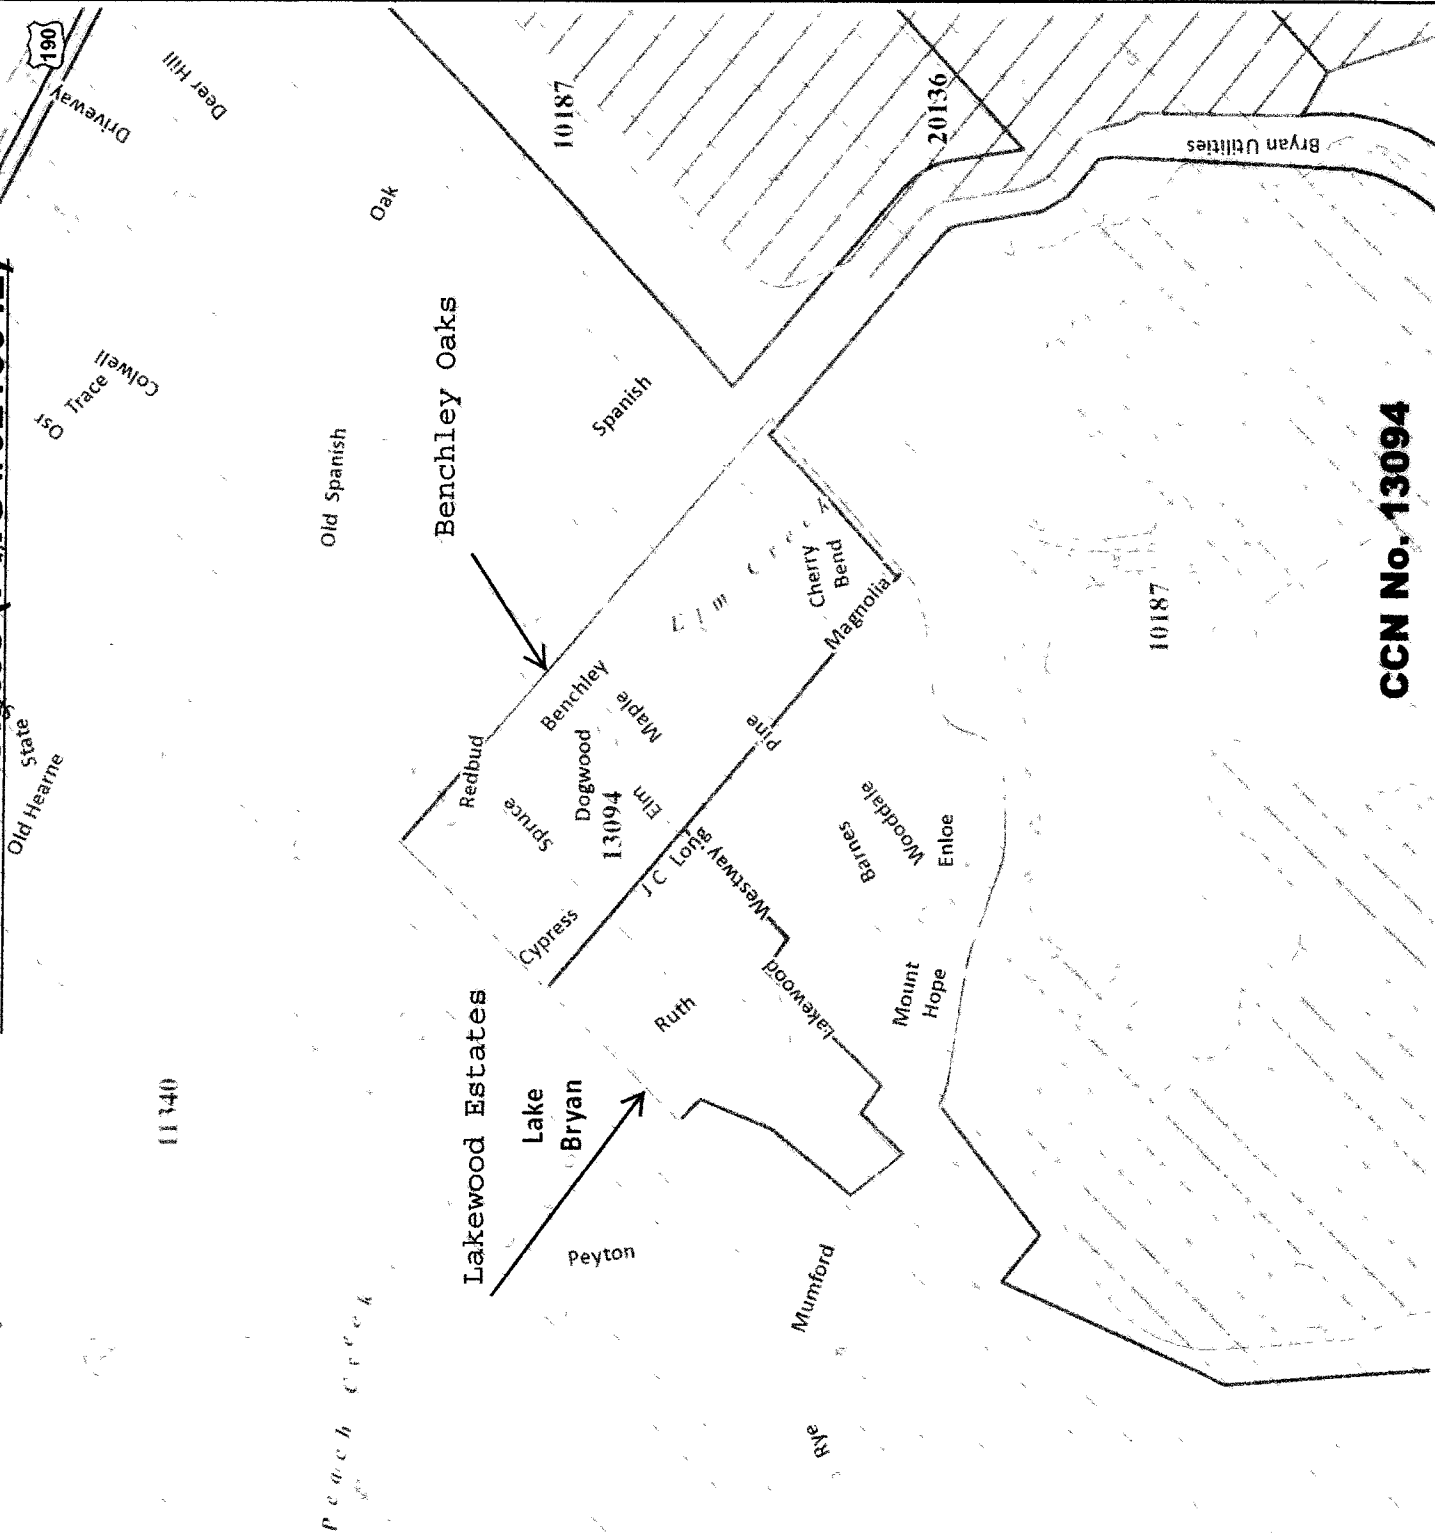 190
Driveway
Deer Hill
10187
20136
Bryan Utilities
Oak
Colwell
Osr Trace
Old Spanish
Benchley Oaks
Spanish
State
Old Hearne
Redbud
Benchley
Maple
Elm Creek
Cherry
Bend
Magnolia
Pine
Spruce
Dogwood
13094
Elm
J C Long
Westway
Cypress
Barnes
Wooddale
Enloe
10187
CCN No. 13094
11340
Lakewood Estates
Lake
Bryan
Ruth
Lakewood
Mount
Hope
Peyton
Mumford
Rye
Peach Creek